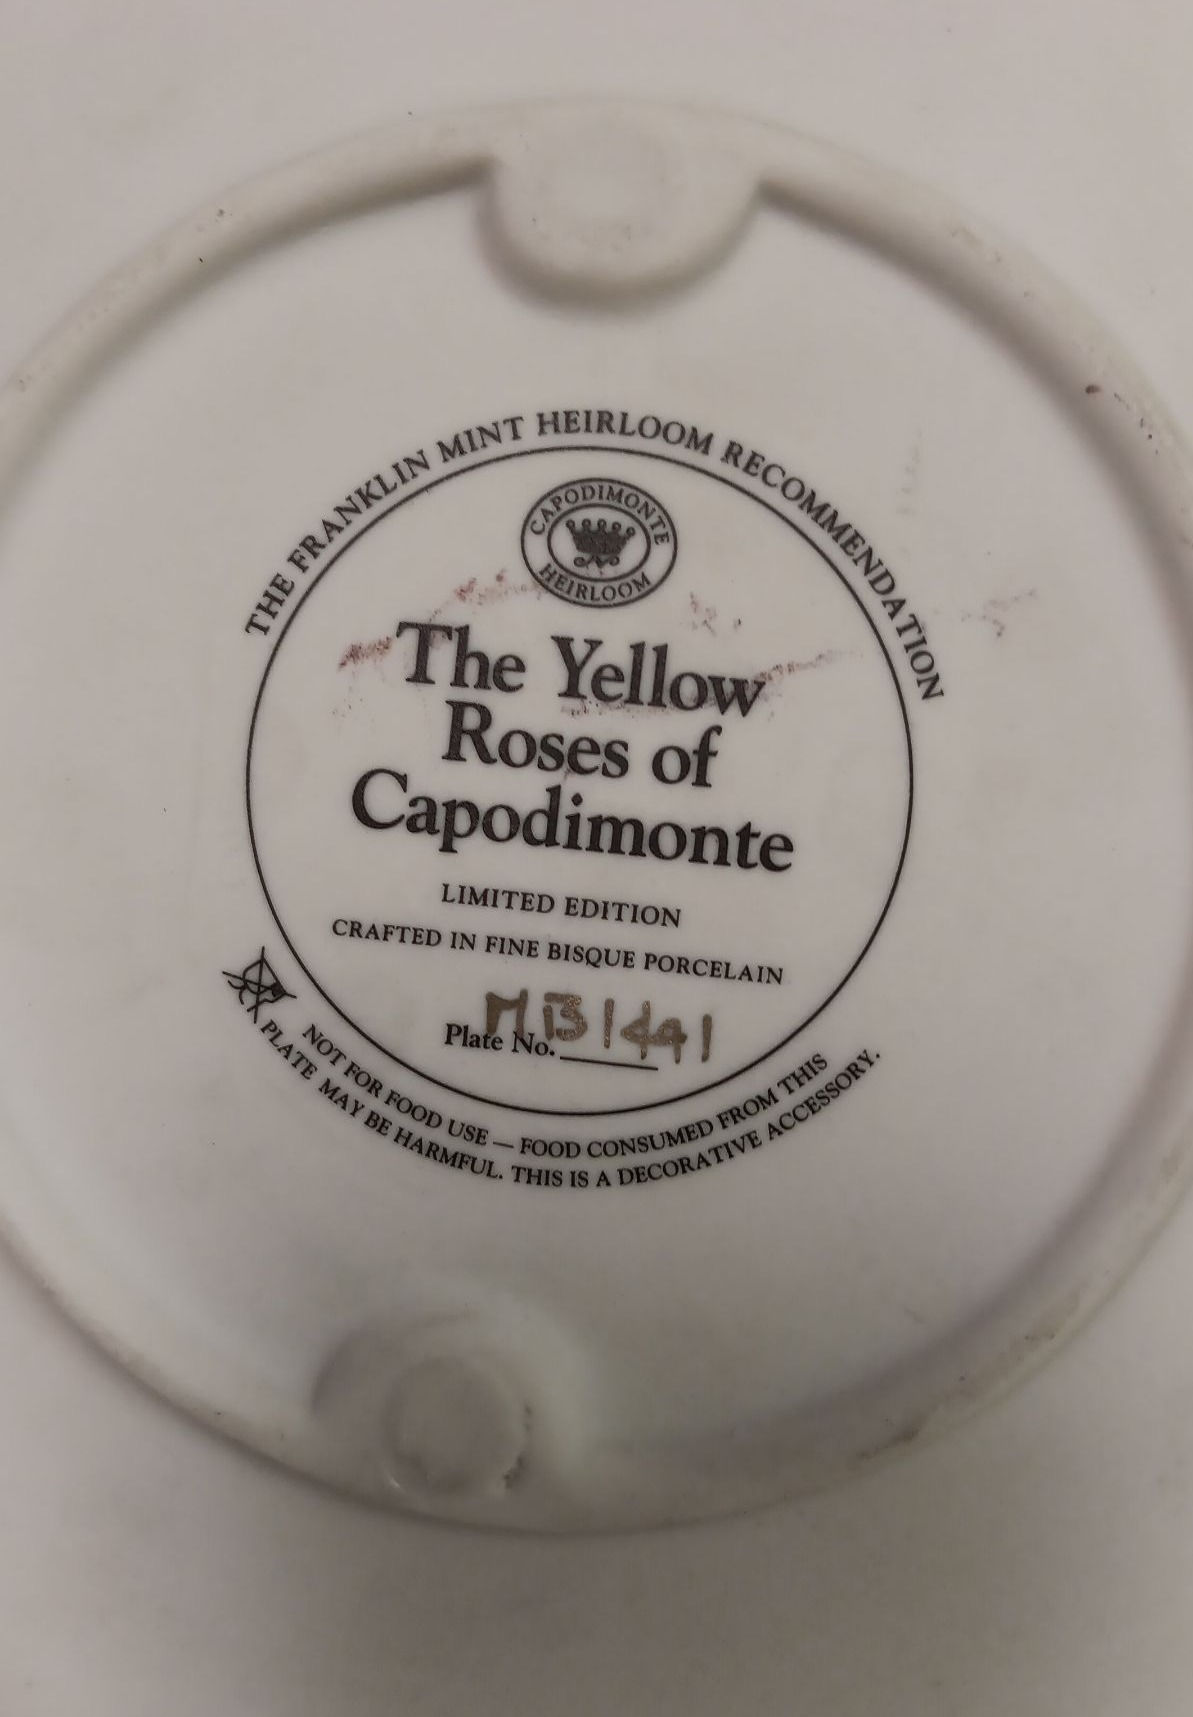 THE FRANKLIN MINT HEIRLOOM RECOMMENDATION
CAPODIMONTE
HEIRLOOM
The Yellow
Roses of
Capodimonte
LIMITED EDITION
CRAFTED IN FINE BISQUE PORCELAIN
Plate No. MB1441
NOT FOR FOOD USE — FOOD CONSUMED FROM THIS
PLATE MAY BE HARMFUL. THIS IS A DECORATIVE ACCESSORY.